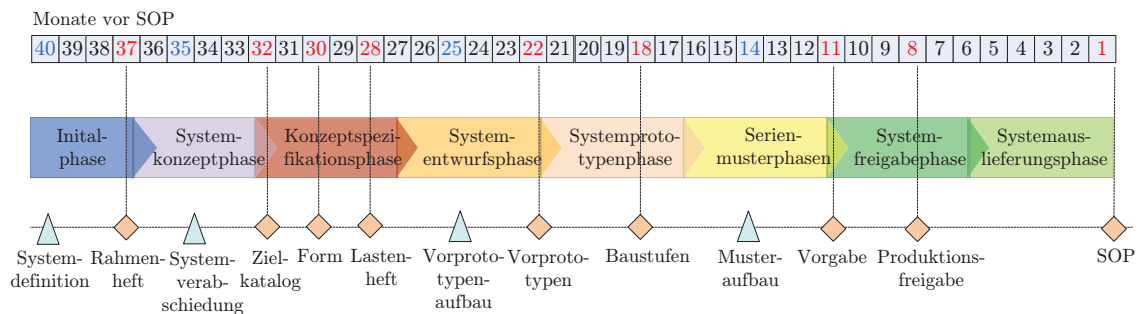 Monate vor SOP
40 39 38 37 36 35 34 33 32 31 30 29 28 27 26 25 24 23 22 21 20 19 18 17 16 15 14 13 12 11 10 9 8 7 6 5 4 3 2 1
Inital-
phase
System-
konzeptphase
Konzeptspezi-
fikationsphase
System-
entwurfsphase
Systemproto-
typenphase
Serien-
musterphasen
System-
freigabephase
Systemaus-
lieferungsphase
System-
definition
Rahmen-
heft
System-
verab-
schiedung
Ziel-
katalog
Form
Lasten-
heft
Vorproto-
typen-
aufbau
Vorproto-
typen
Baustufen
Muster-
aufbau
Vorgabe
Produktions-
freigabe
SOP